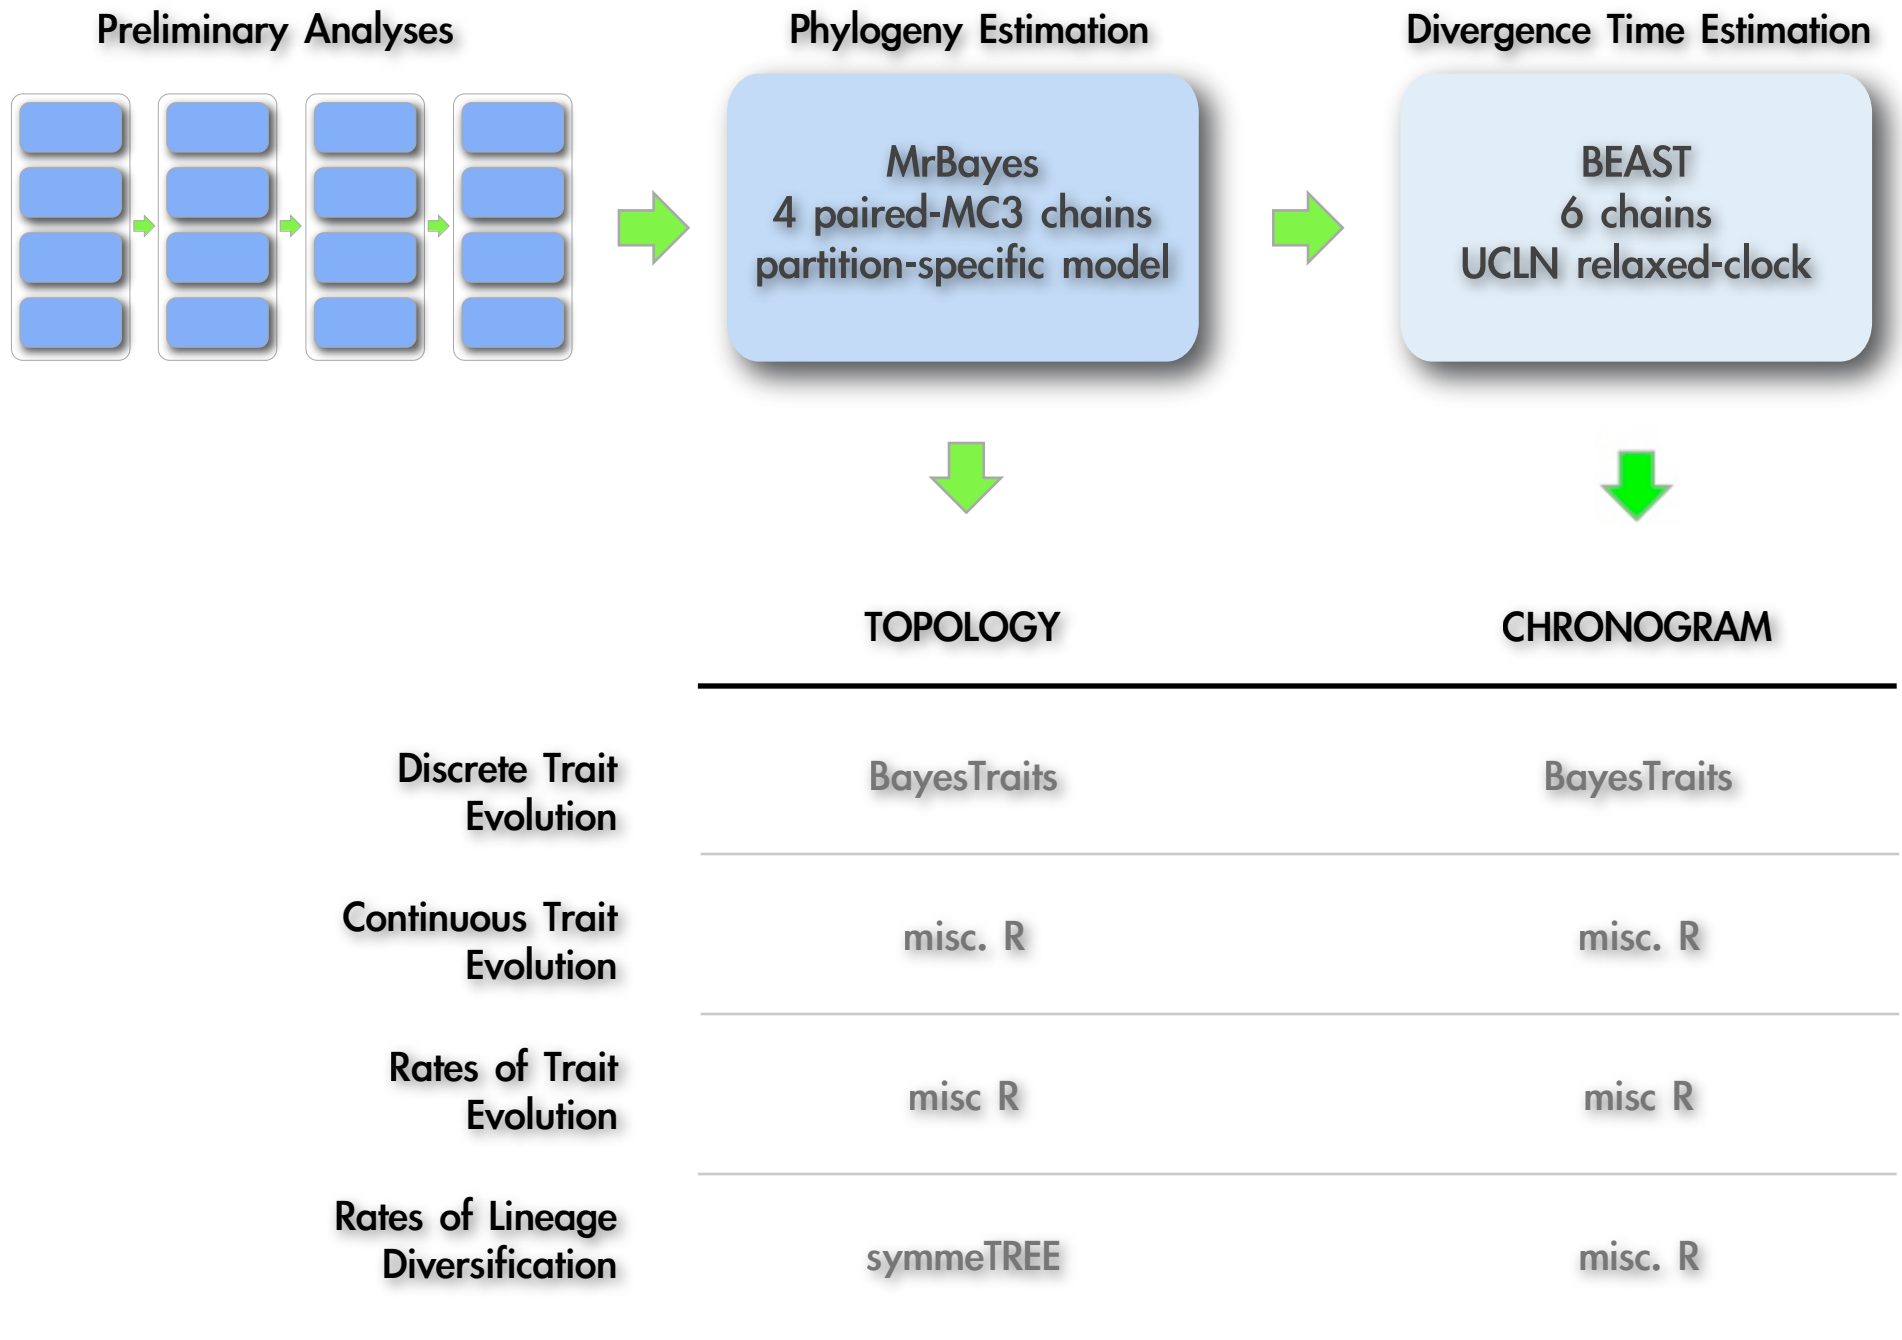 Preliminary Analyses
Phylogeny Estimation
Divergence Time Estimation
MrBayes
4 paired-MC3 chains
partition-specific model
BEAST
6 chains
UCLN relaxed-clock
TOPOLOGY
CHRONOGRAM
Discrete Trait
Evolution
BayesTraits
BayesTraits
Continuous Trait
Evolution
misc. R
misc. R
Rates of Trait
Evolution
misc R
misc R
Rates of Lineage
Diversification
symmeTREE
misc. R